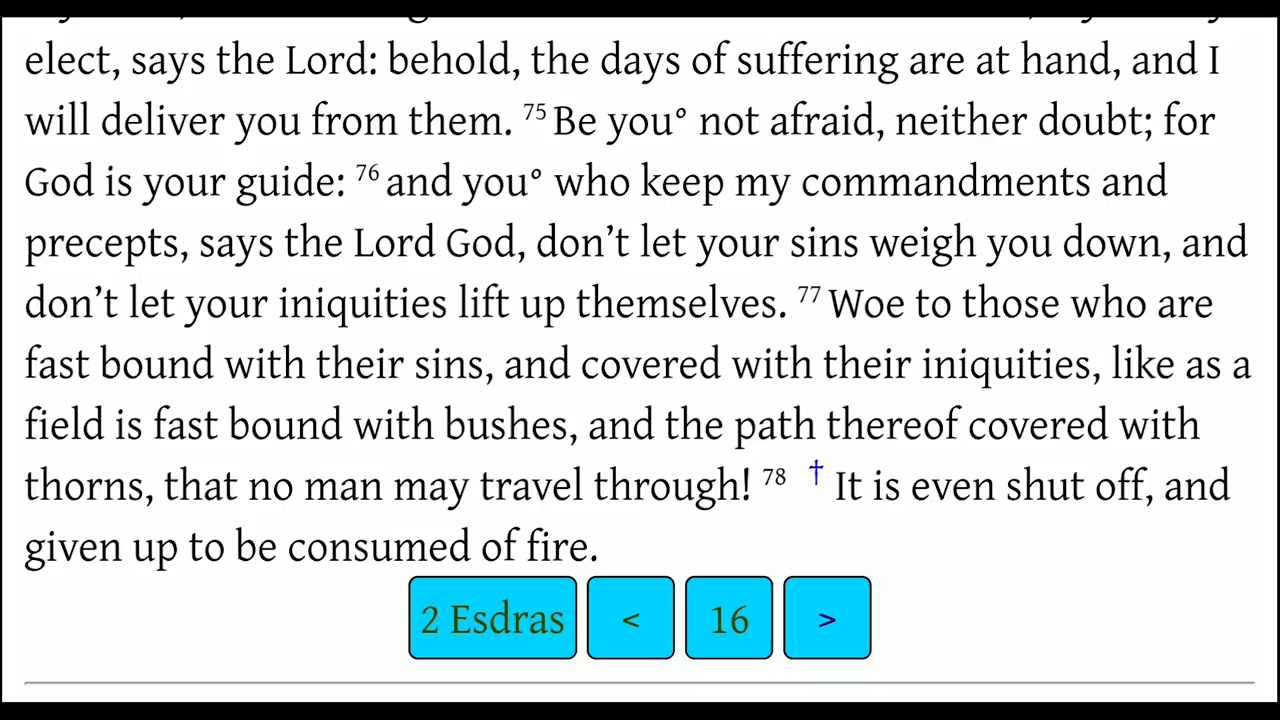 elect, says the Lord: behold, the days of suffering are at hand, and I
will deliver you from them. 75 Be you° not afraid, neither doubt; for
God is your guide: 76 and you° who keep my commandments and
precepts, says the Lord God, don’t let your sins weigh you down, and
don’t let your iniquities lift up themselves. 77 Woe to those who are
fast bound with their sins, and covered with their iniquities, like as a
field is fast bound with bushes, and the path thereof covered with
thorns, that no man may travel through! 78 † It is even shut off, and
given up to be consumed of fire.
2 Esdras < 16 >